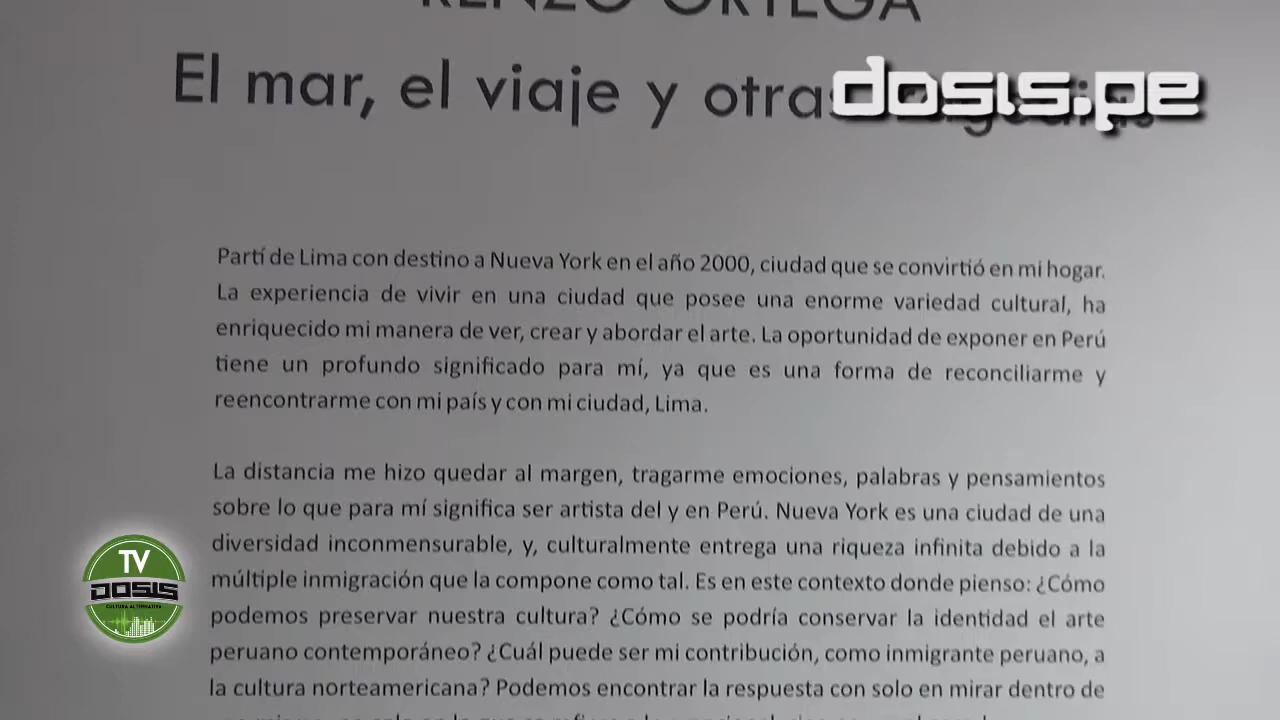 RENZO ORTEGA
El mar, el viaje y otras
dosis.pe
Partí de Lima con destino a Nueva York en el año 2000, ciudad que se convirtió en mi hogar.
La experiencia de vivir en una ciudad que posee una enorme variedad cultural, ha
enriquecido mi manera de ver, crear y abordar el arte. La oportunidad de exponer en Perú
tiene un profundo significado para mí, ya que es una forma de reconciliarme y
reencontrarme con mi país y con mi ciudad, Lima.
La distancia me hizo quedar al margen, tragarme emociones, palabras y pensamientos
sobre lo que para mí significa ser artista del y en Perú. Nueva York es una ciudad de una
diversidad inconmensurable, y, culturalmente entrega una riqueza infinita debido a la
múltiple inmigración que la compone como tal. Es en este contexto donde pienso: ¿Cómo
podemos preservar nuestra cultura? ¿Cómo se podría conservar la identidad el arte
peruano contemporáneo? ¿Cuál puede ser mi contribución, como inmigrante peruano, a
la cultura norteamericana? Podemos encontrar la respuesta con solo en mirar dentro de
TV
DOSIS
CULTURA ALTERNATIVA